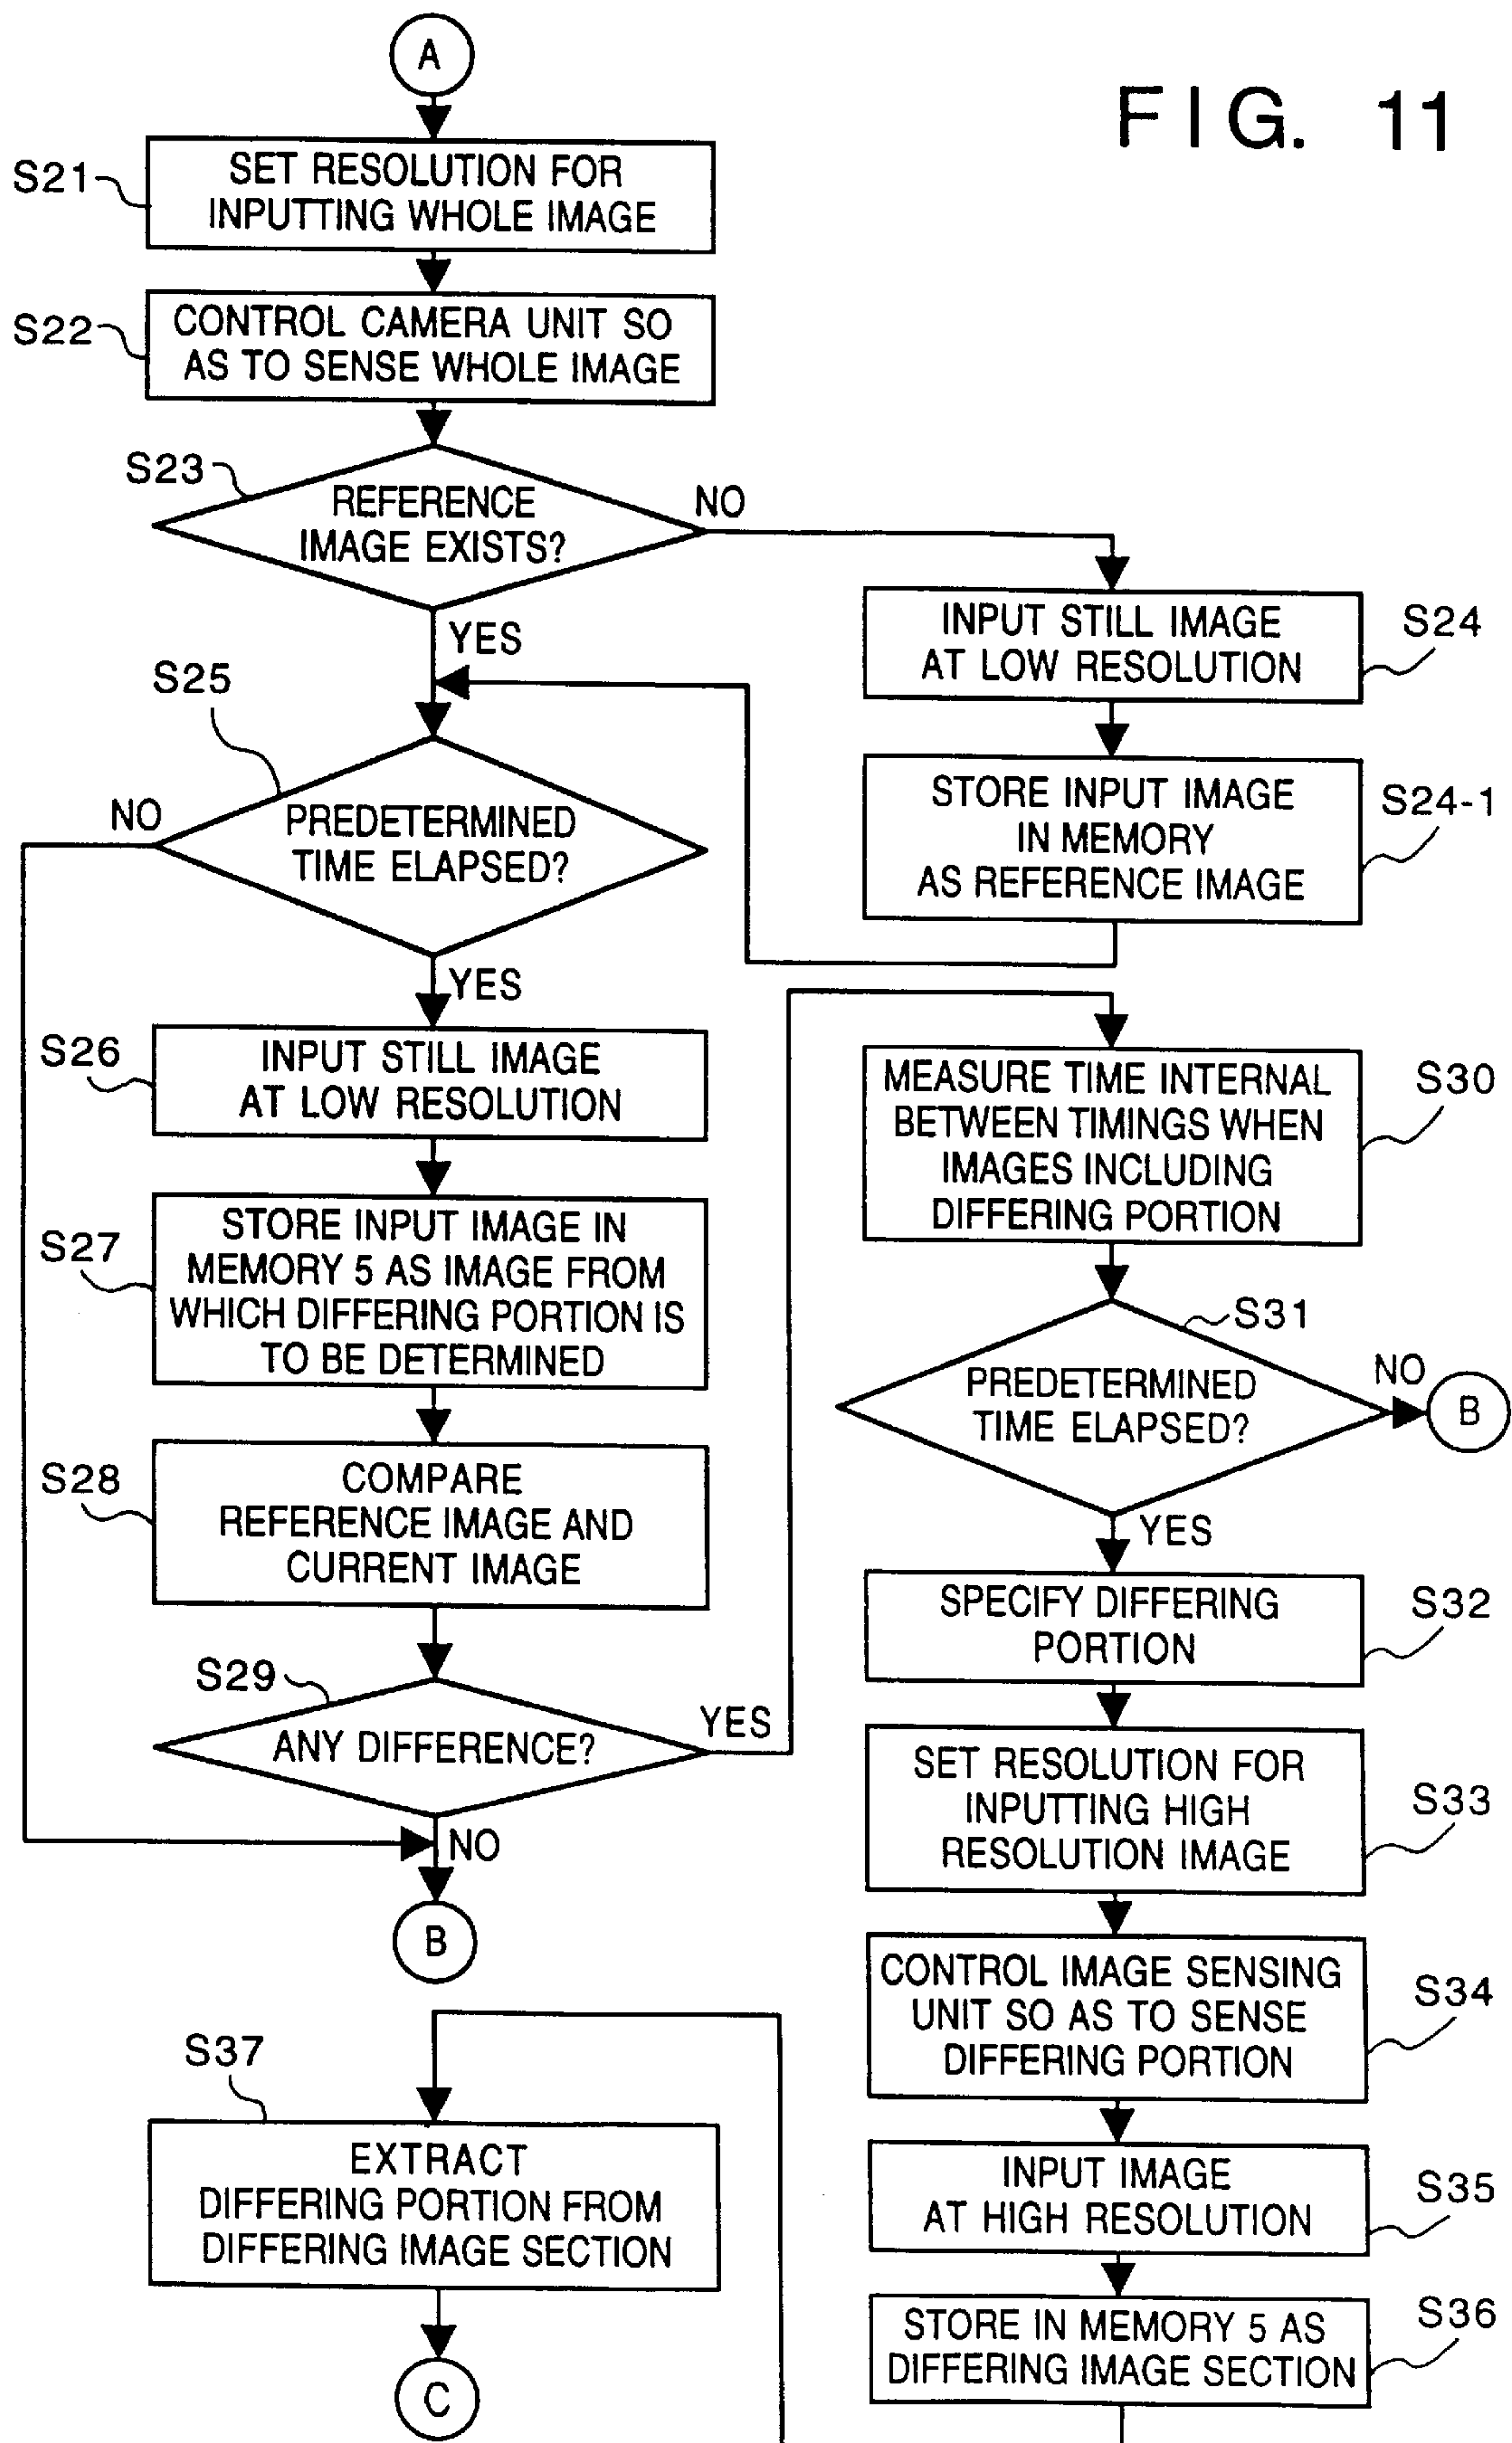 FIG. 11
A
S21
SET RESOLUTION FOR
INPUTTING WHOLE IMAGE
S22
CONTROL CAMERA UNIT SO
AS TO SENSE WHOLE IMAGE
S23
REFERENCE
IMAGE EXISTS?
NO
YES
S24
INPUT STILL IMAGE
AT LOW RESOLUTION
S24-1
STORE INPUT IMAGE
IN MEMORY
AS REFERENCE IMAGE
S25
PREDETERMINED
TIME ELAPSED?
NO
YES
S26
INPUT STILL IMAGE
AT LOW RESOLUTION
S27
STORE INPUT IMAGE IN
MEMORY 5 AS IMAGE FROM
WHICH DIFFERING PORTION IS
TO BE DETERMINED
S28
COMPARE
REFERENCE IMAGE AND
CURRENT IMAGE
S29
ANY DIFFERENCE?
YES
NO
B
S30
MEASURE TIME INTERNAL
BETWEEN TIMINGS WHEN
IMAGES INCLUDING
DIFFERING PORTION
S31
PREDETERMINED
TIME ELAPSED?
NO
B
YES
S32
SPECIFY DIFFERING
PORTION
S33
SET RESOLUTION FOR
INPUTTING HIGH
RESOLUTION IMAGE
S34
CONTROL IMAGE SENSING
UNIT SO AS TO SENSE
DIFFERING PORTION
S35
INPUT IMAGE
AT HIGH RESOLUTION
S36
STORE IN MEMORY 5 AS
DIFFERING IMAGE SECTION
S37
EXTRACT
DIFFERING PORTION FROM
DIFFERING IMAGE SECTION
C